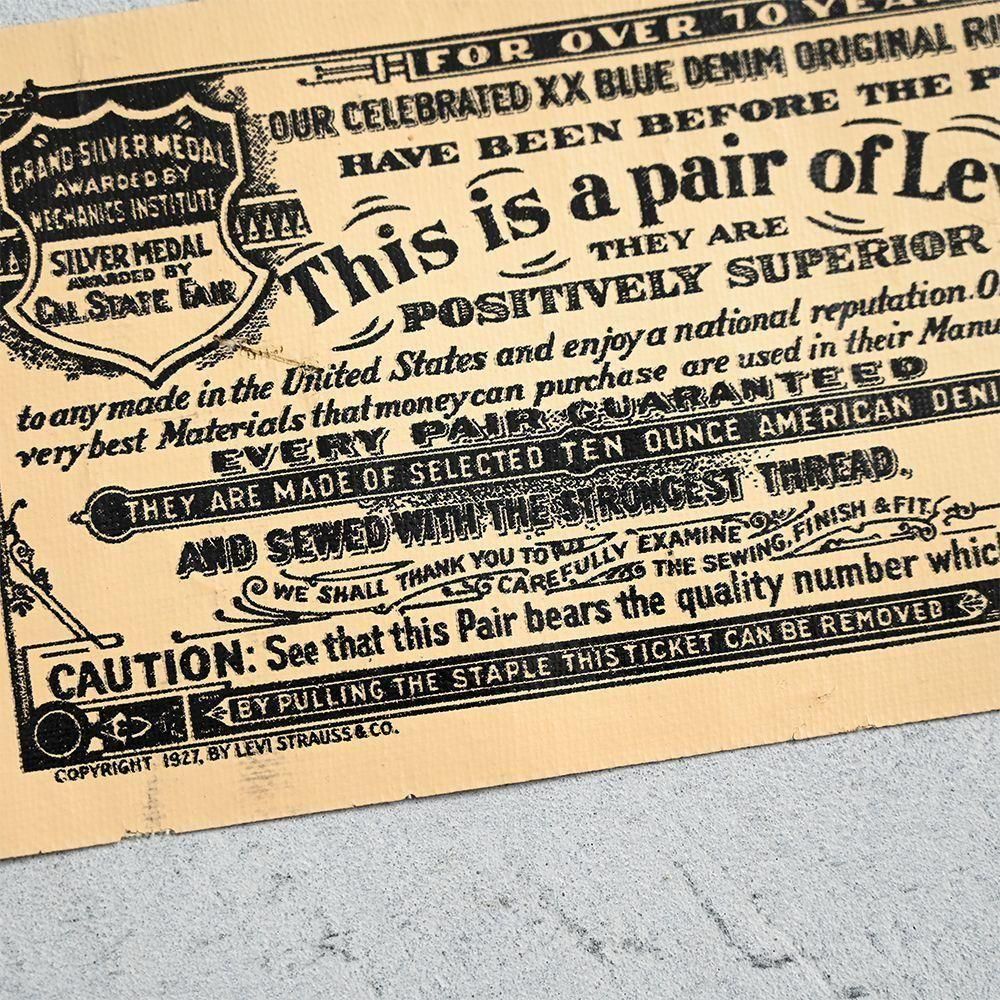 FOR OVER 70 YEA
OUR CELEBRATED XX BLUE DENIM ORIGINAL RI
HAVE BEEN BEFORE THE P
This is a pair of Lev
THEY ARE
POSITIVELY SUPERIOR
to any made in the United States and enjoy a national reputation. O
very best Materials that money can purchase are used in their Manu
EVERY PAIR GUARANTEED
THEY ARE MADE OF SELECTED TEN OUNCE AMERICAN DENI
AND SEWED WITH THE STRONGEST THREAD.
WE SHALL THANK YOU TO
CAREFULLY EXAMINE
THE SEWING, FINISH & FIT.
CAUTION: See that this Pair bears the quality number whic
BY PULLING THE STAPLE THIS TICKET CAN BE REMOVED
COPYRIGHT 1927, BY LEVI STRAUSS & CO.
GRAND SILVER MEDAL
AWARDED BY
MECHANICS INSTITUTE
SILVER MEDAL
AWARDED BY
CAL. STATE FAIR